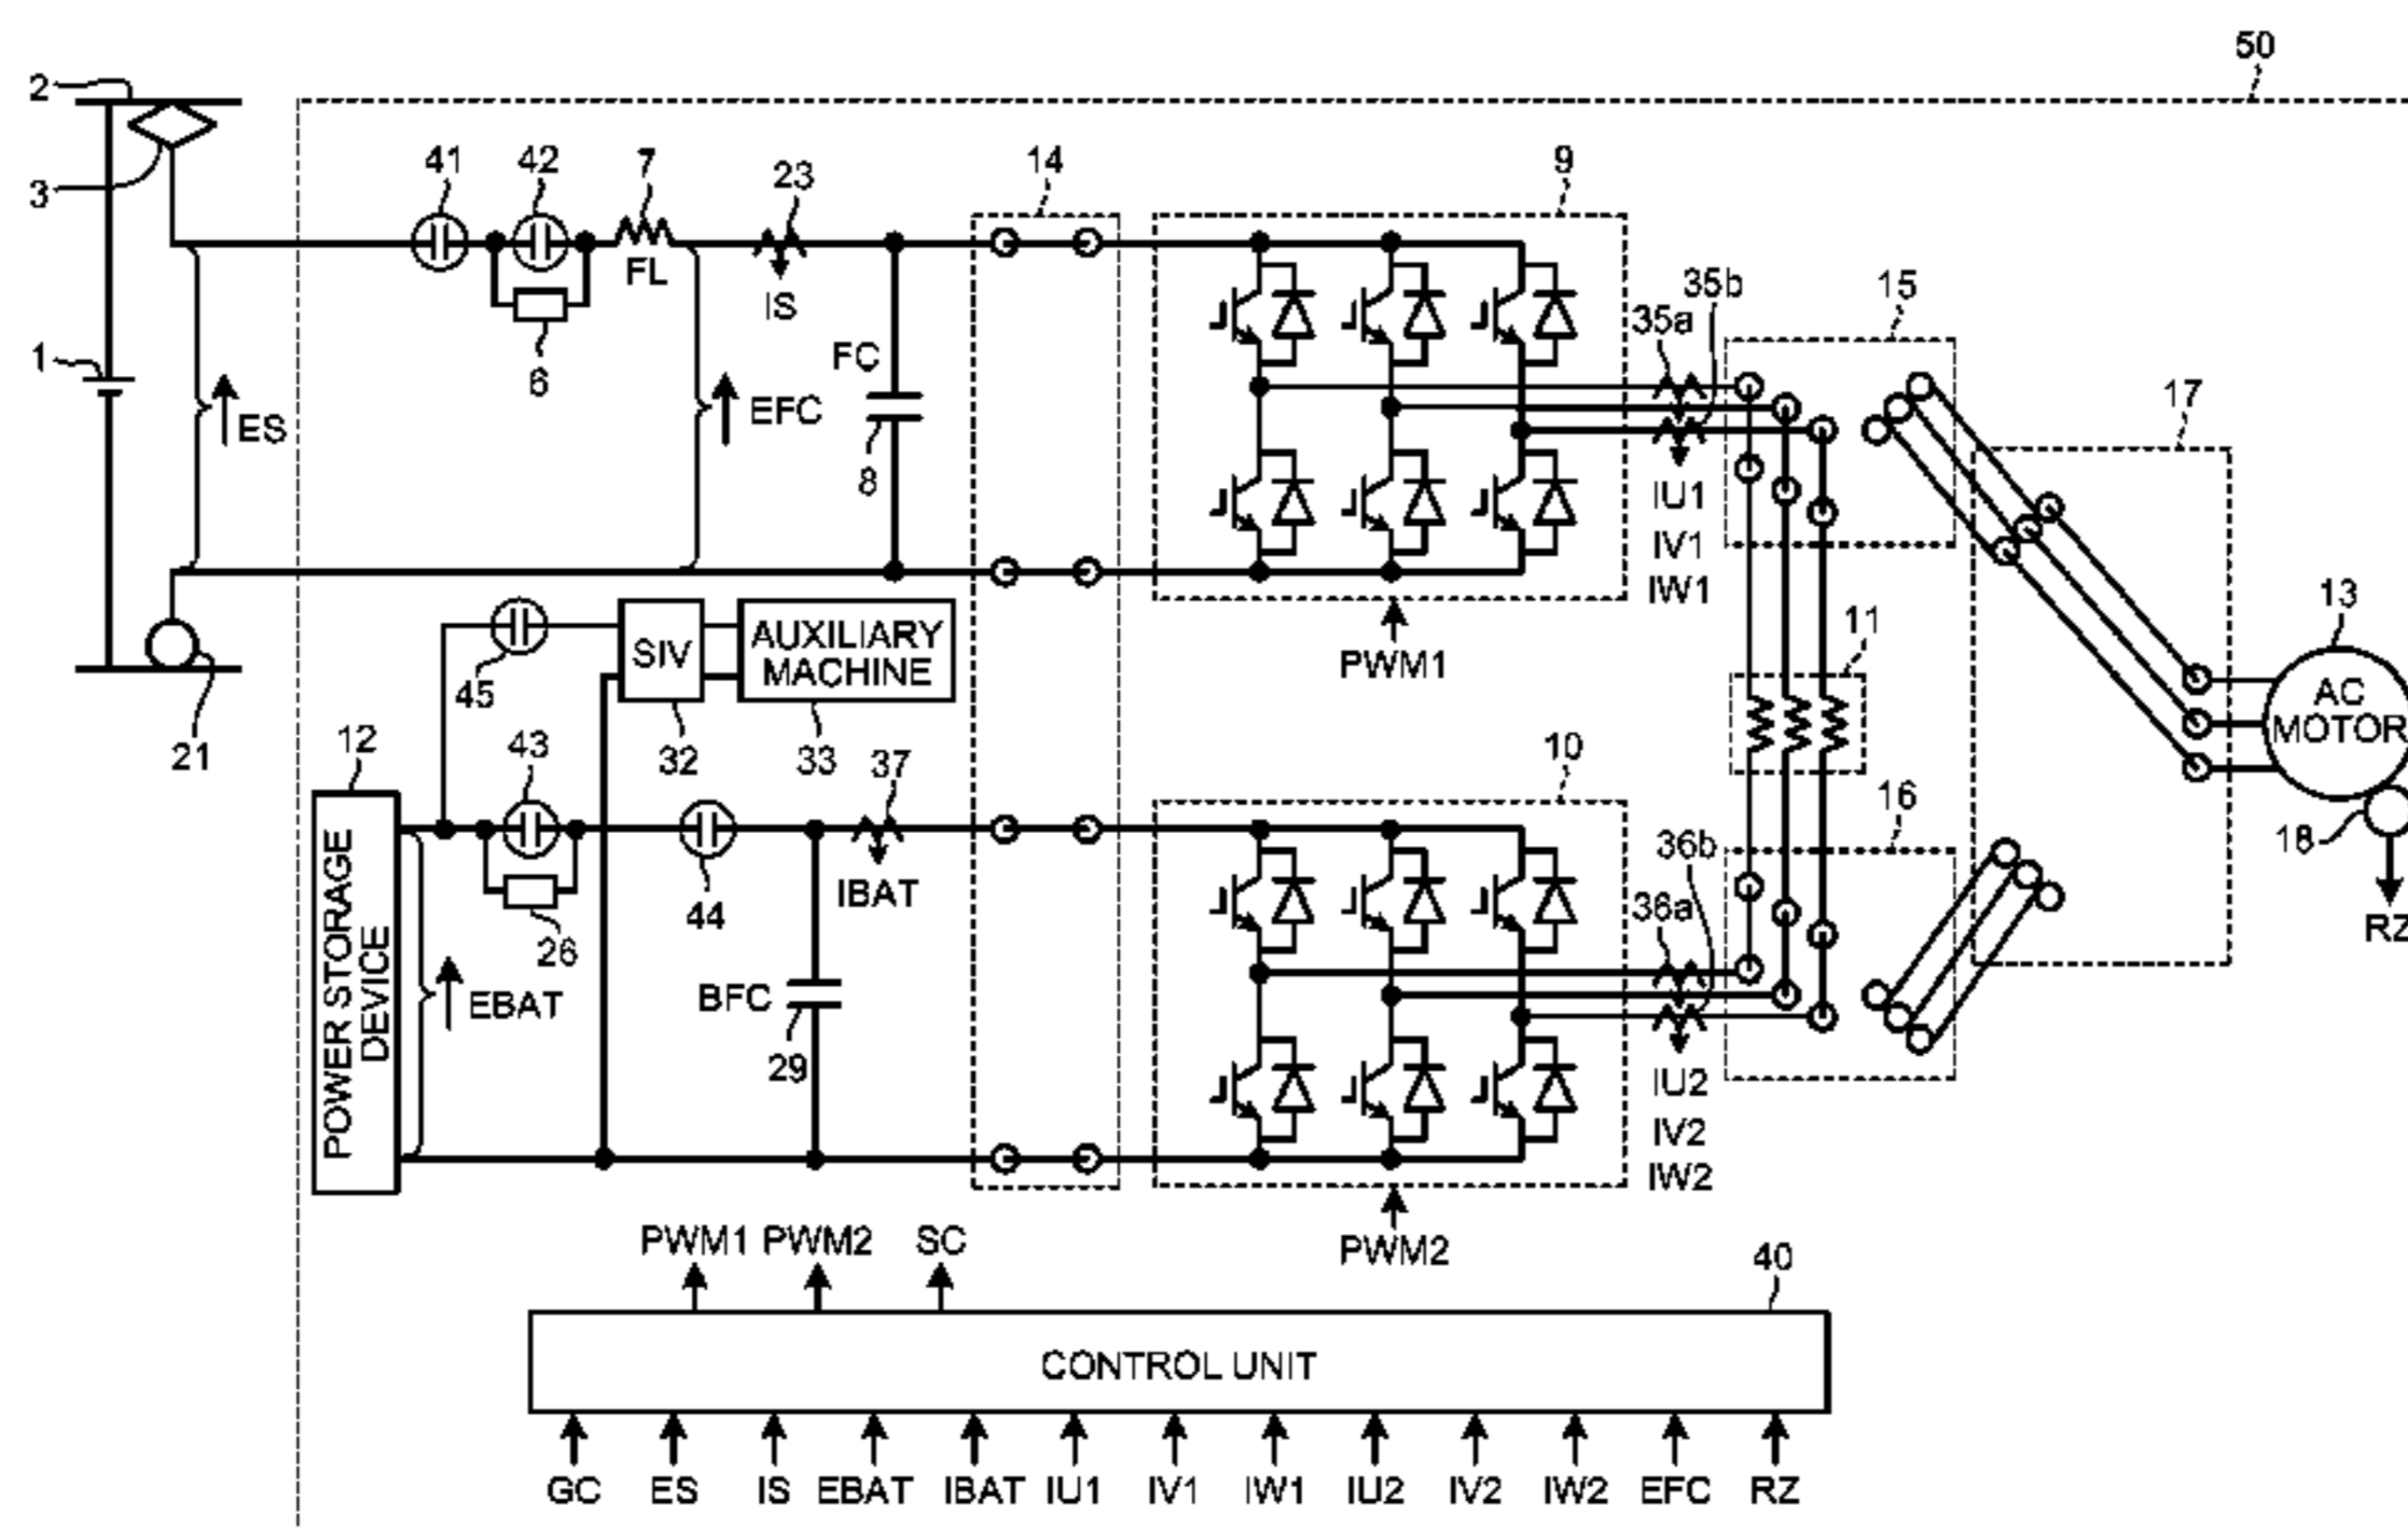 50
2
3
41
42
7
23
14
9
FL
IS
6
1
ES
EFC
FC
8
35b
35a
15
17
IU1
IV1
IW1
PWM1
11
13
AC
MOTOR
45
SIV
AUXILIARY
MACHINE
21
12
43
32
33
37
10
16
18
RZ
POWER STORAGE
DEVICE
26
44
IBAT
36b
36a
EBAT
BFC
29
IU2
IV2
IW2
PWM2
PWM1 PWM2 SC
40
CONTROL UNIT
GC ES IS EBAT IBAT IU1 IV1 IW1 IU2 IV2 IW2 EFC RZ